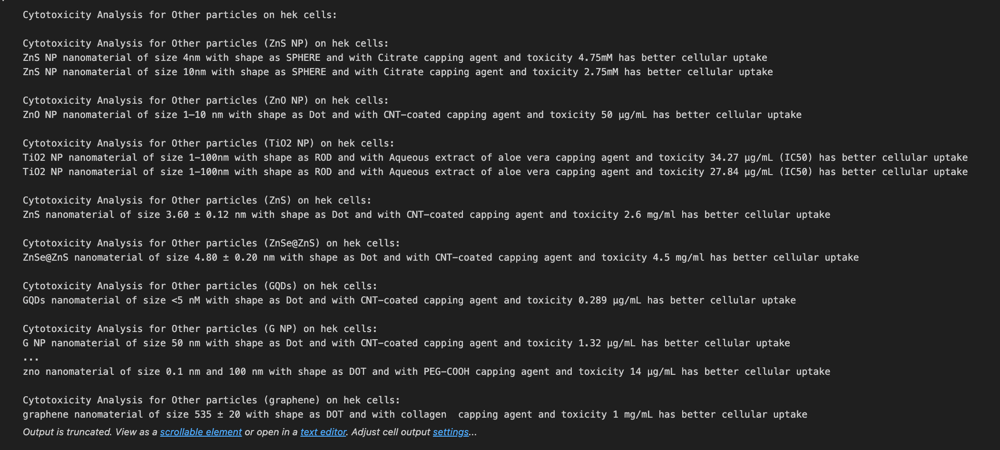 Cytotoxicity Analysis for Other particles on hek cells:
Cytotoxicity Analysis for Other particles (ZnS NP) on hek cells:
ZnS NP nanomaterial of size 4nm with shape as SPHERE and with Citrate capping agent and toxicity 4.75mM has better cellular uptake
ZnS NP nanomaterial of size 10nm with shape as SPHERE and with Citrate capping agent and toxicity 2.75mM has better cellular uptake
Cytotoxicity Analysis for Other particles (ZnO NP) on hek cells:
ZnO NP nanomaterial of size 1–10 nm with shape as Dot and with CNT-coated capping agent and toxicity 50 µg/mL has better cellular uptake
Cytotoxicity Analysis for Other particles (TiO2 NP) on hek cells:
TiO2 NP nanomaterial of size 1-100nm with shape as ROD and with Aqueous extract of aloe vera capping agent and toxicity 34.27 µg/mL (IC50) has better cellular uptake
TiO2 NP nanomaterial of size 1-100nm with shape as ROD and with Aqueous extract of aloe vera capping agent and toxicity 27.84 µg/mL (IC50) has better cellular uptake
Cytotoxicity Analysis for Other particles (ZnS) on hek cells:
ZnS nanomaterial of size 3.60 ± 0.12 nm with shape as Dot and with CNT-coated capping agent and toxicity 2.6 mg/ml has better cellular uptake
Cytotoxicity Analysis for Other particles (ZnSe@ZnS) on hek cells:
ZnSe@ZnS nanomaterial of size 4.80 ± 0.20 nm with shape as Dot and with CNT-coated capping agent and toxicity 4.5 mg/ml has better cellular uptake
Cytotoxicity Analysis for Other particles (GQDs) on hek cells:
GQDs nanomaterial of size <5 nM with shape as Dot and with CNT-coated capping agent and toxicity 0.289 µg/mL has better cellular uptake
Cytotoxicity Analysis for Other particles (G NP) on hek cells:
G NP nanomaterial of size 50 nm with shape as Dot and with CNT-coated capping agent and toxicity 1.32 µg/mL has better cellular uptake
...
zno nanomaterial of size 0.1 nm and 100 nm with shape as DOT and with PEG-COOH capping agent and toxicity 14 µg/mL has better cellular uptake
Cytotoxicity Analysis for Other particles (graphene) on hek cells:
graphene nanomaterial of size 535 ± 20 with shape as DOT and with collagen  capping agent and toxicity 1 mg/mL has better cellular uptake
Output is truncated. View as a scrollable element or open in a text editor. Adjust cell output settings...